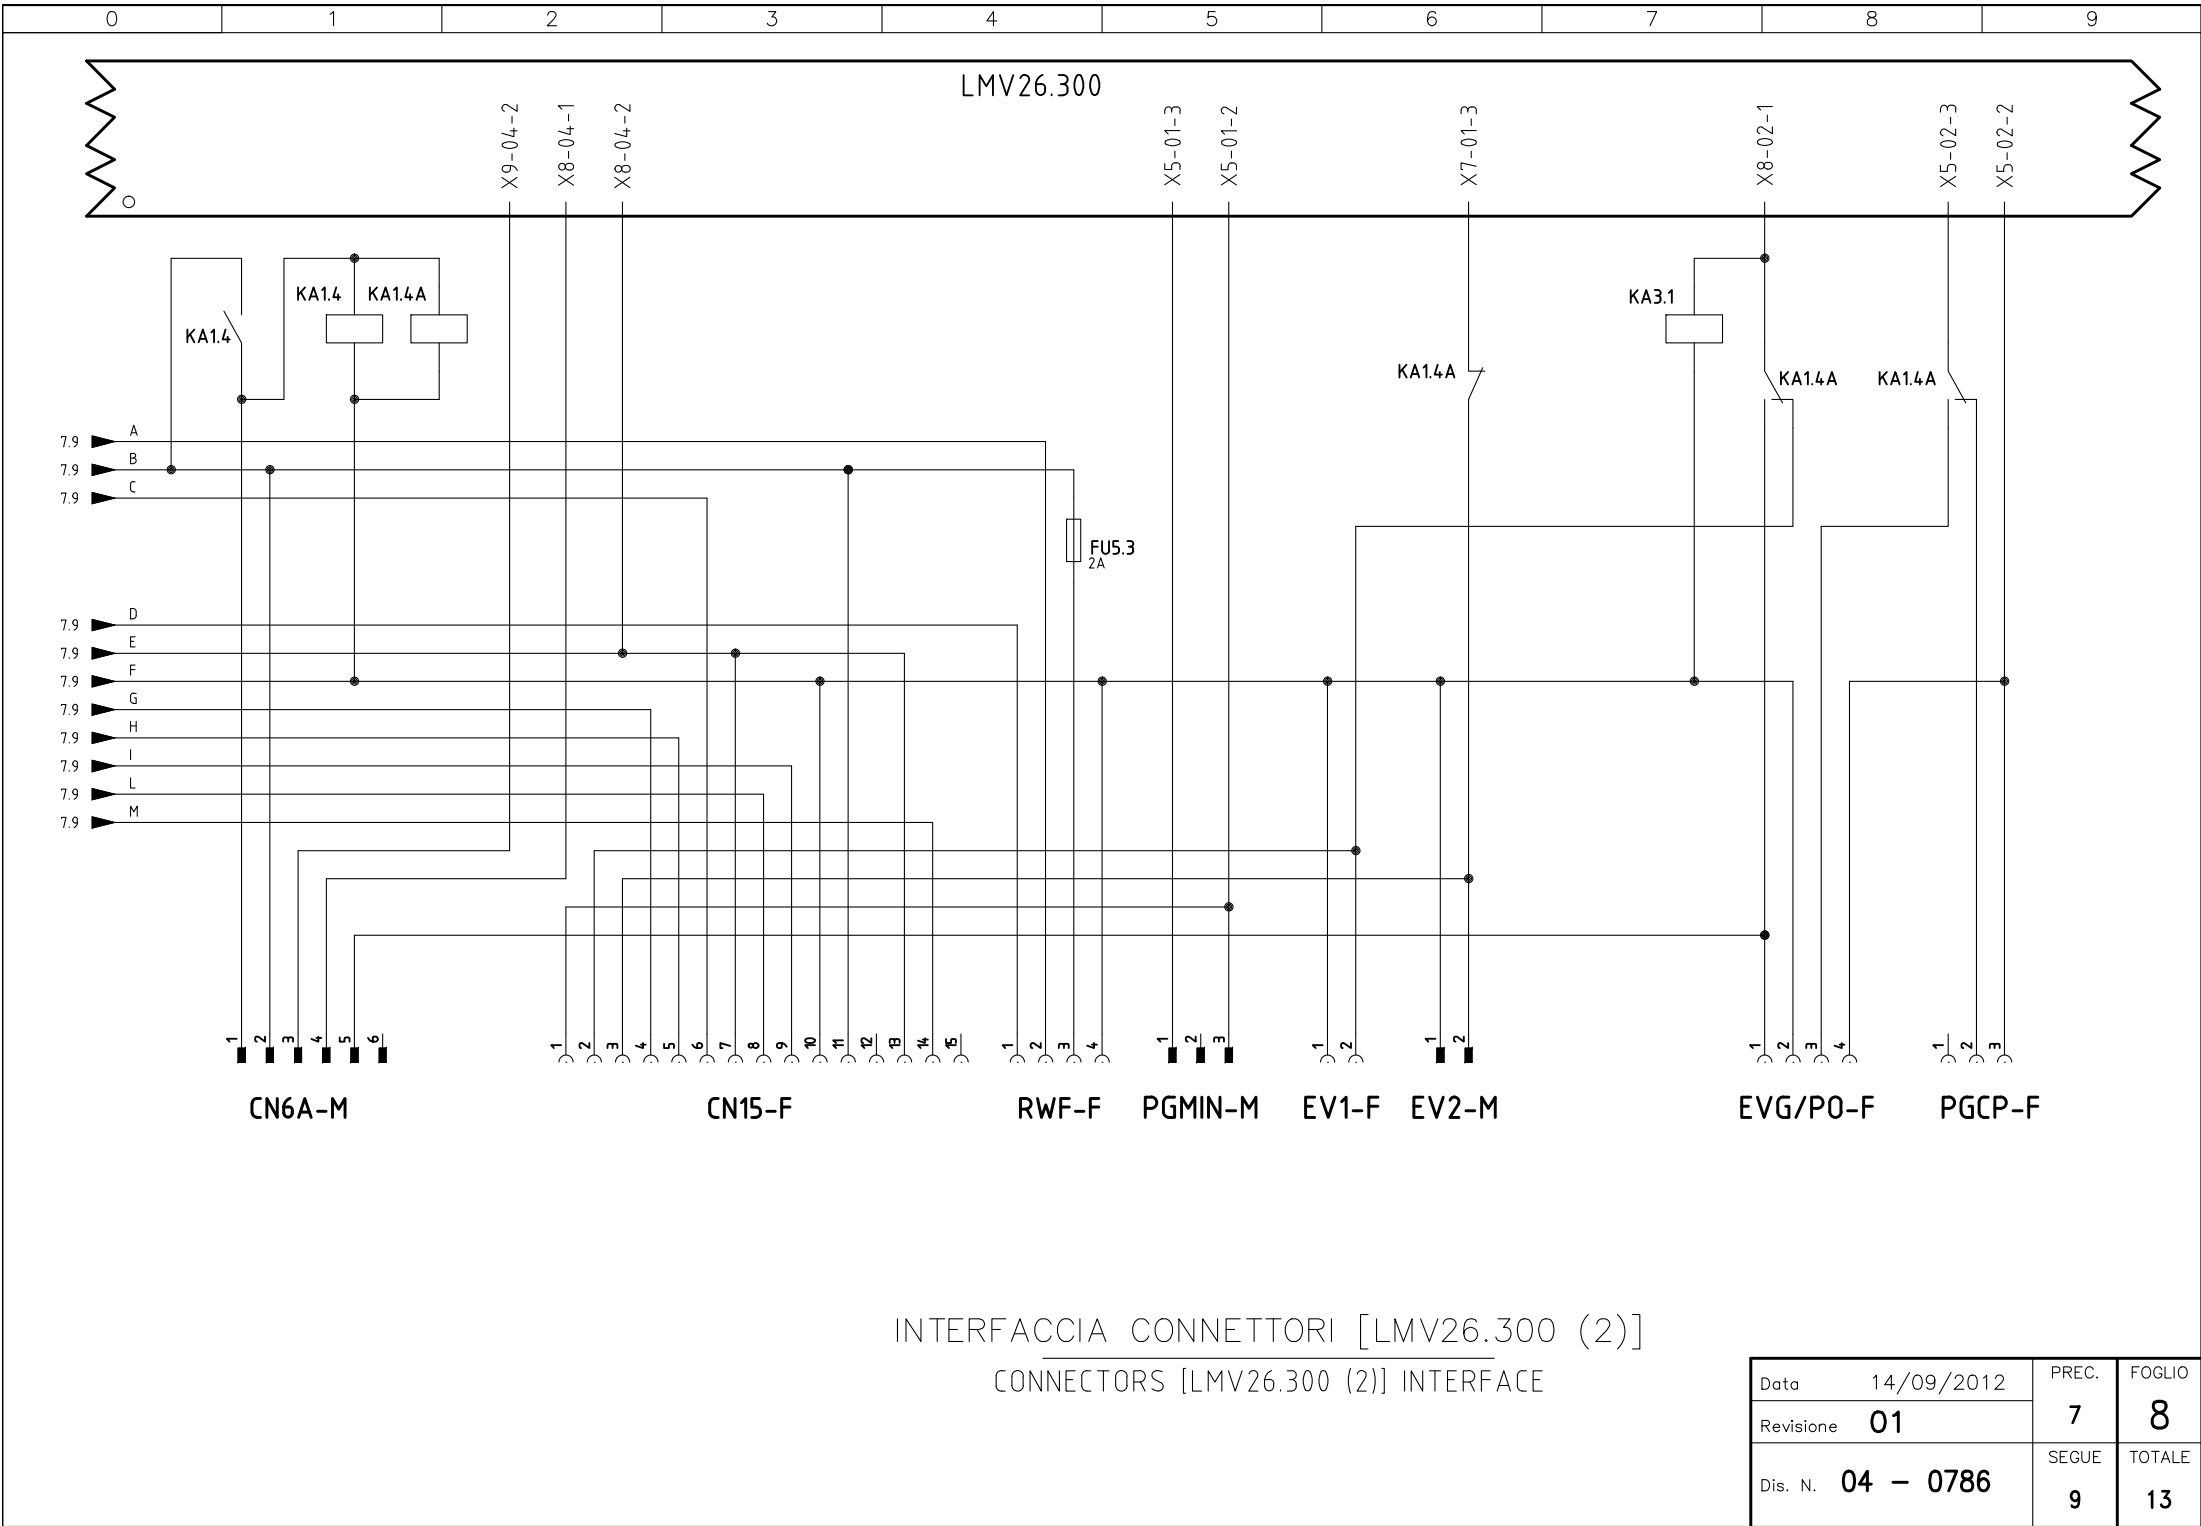 0 1 2 3 4 5 6 7 8 9
LMV26.300
X9-04-2 X8-04-1 X8-04-2 X5-01-3 X5-01-2 X7-01-3 X8-02-1 X5-02-3 X5-02-2
KA1.4 KA1.4A KA3.1
KA1.4
KA1.4A KA1.4A KA1.4A
7.9 A
7.9 B
7.9 C
FU5.3
2A
7.9 D
7.9 E
7.9 F
7.9 G
7.9 H
7.9 I
7.9 L
7.9 M
1 2 3 4 5 6 1 2 3 4 5 6 7 8 9 10 11 12 13 14 15 1 2 3 4 1 2 3 1 2 1 2 1 2 3 4 1 2 3
CN6A-M CN15-F RWF-F PGMIN-M EV1-F EV2-M EVG/PO-F PGCP-F
INTERFACCIA CONNETTORI [LMV26.300 (2)]
CONNECTORS [LMV26.300 (2)] INTERFACE
Data 14/09/2012 PREC. FOGLIO
Revisione 01 7 8
SEGUE TOTALE
Dis. N. 04 - 0786 9 13